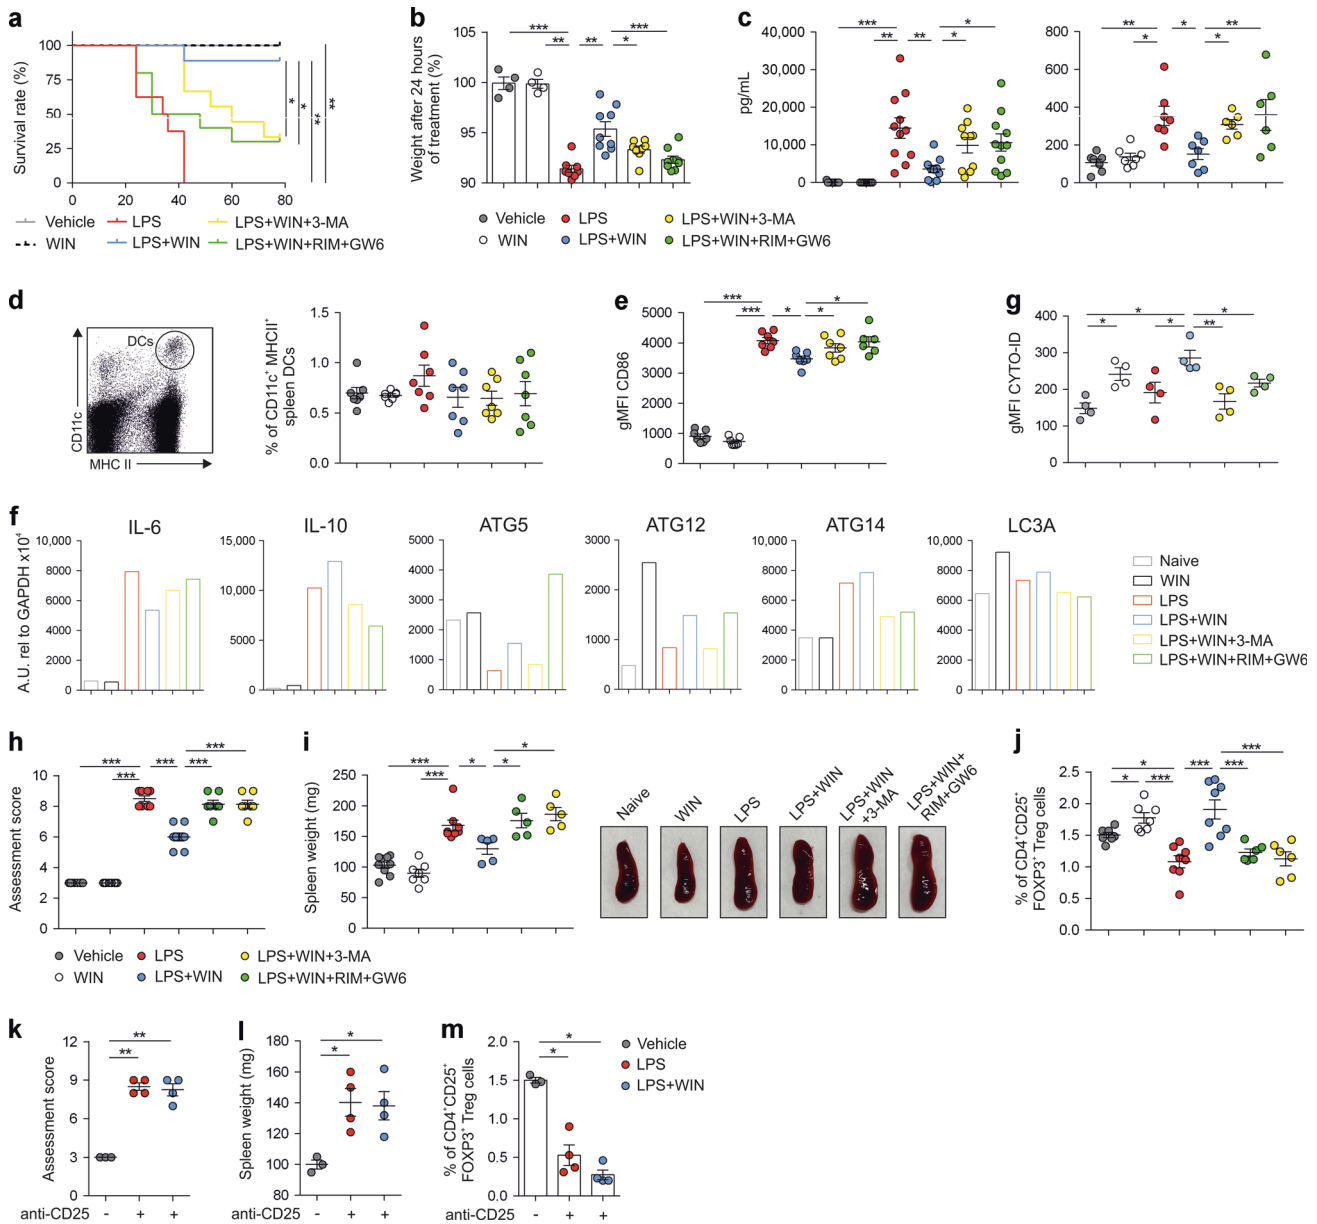 a
Survival rate (%)
100
75
50
25
0
0 20 40 60 80
* * ** **
Vehicle LPS LPS+WIN+3-MA
WIN LPS+WIN LPS+WIN+RIM+GW6
b
Weight after 24 hours
of treatment (%)
105
100
95
90
*** ***
** ** *
Vehicle LPS LPS+WIN+3-MA
WIN LPS+WIN LPS+WIN+RIM+GW6
c
pg/mL
40,000
30,000
20,000
10,000
0
*** *
** ** *
800
600
400
200
0
** * **
* *
d
CD11c
MHC II
DCs
% of CD11c+ MHCII+
spleen DCs
1.5
1.0
0.5
0.0
e
gMFI CD86
5000
4000
3000
2000
1000
0
*** *
*** * *
g
gMFI CYTO-ID
400
300
200
100
0
* *
* * **
f
A.U. rel to GAPDH x10⁴
IL-6
10,000
8000
6000
4000
2000
0
IL-10
15,000
10,000
5000
0
ATG5
5000
4000
3000
2000
1000
0
ATG12
3000
2000
1000
0
ATG14
10,000
8000
6000
4000
2000
0
LC3A
10,000
8000
6000
4000
2000
0
Naive
WIN
LPS
LPS+WIN
LPS+WIN+3-MA
LPS+WIN+RIM+GW6
h
Assessment score
10
8
6
4
2
0
***
*** *** ***
***
Vehicle LPS LPS+WIN+3-MA
WIN LPS+WIN LPS+WIN+RIM+GW6
i
Spleen weight (mg)
250
200
150
100
50
0
*
*** * *
***
Naive
WIN
LPS
LPS+WIN
LPS+WIN
+3-MA
LPS+WIN+
RIM+GW6
j
% of CD4+CD25+
FOXP3+ Treg cells
2.5
2.0
1.5
1.0
0.5
0.0
***
* *** ***
* ***
k
Assessment score
12
9
6
3
0
**
**
anti-CD25 - + +
l
Spleen weight (mg)
180
160
140
120
100
80
*
*
anti-CD25 - + +
m
% of CD4+CD25+
FOXP3+ Treg cells
2.0
1.5
1.0
0.5
0.0
*
*
anti-CD25 - + +
Vehicle
LPS
LPS+WIN